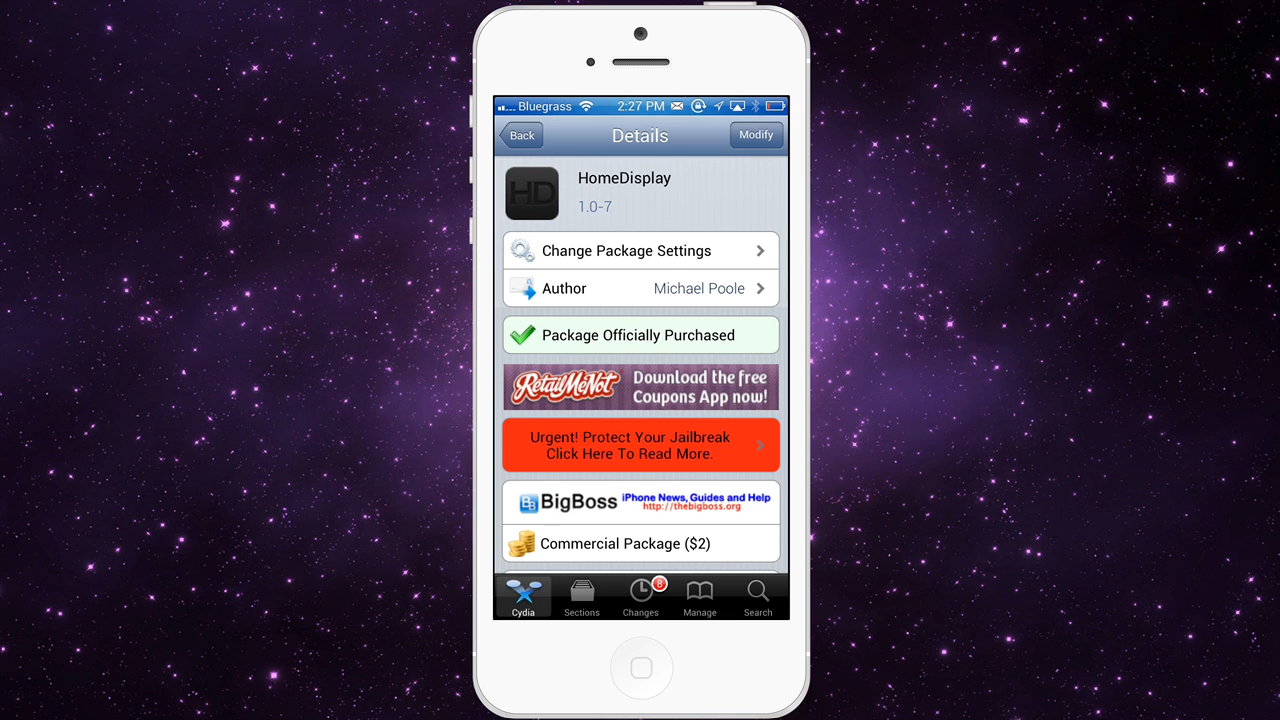 Bluegrass 2:27 PM
Back Details Modify
HD
HomeDisplay
1.0-7
Change Package Settings
Author Michael Poole
Package Officially Purchased
RetailMeNot Download the free
Coupons App now!
Urgent! Protect Your Jailbreak
Click Here To Read More.
BB BigBoss iPhone News, Guides and Help
http://thebigboss.org
Commercial Package ($2)
8
Cydia Sections Changes Manage Search